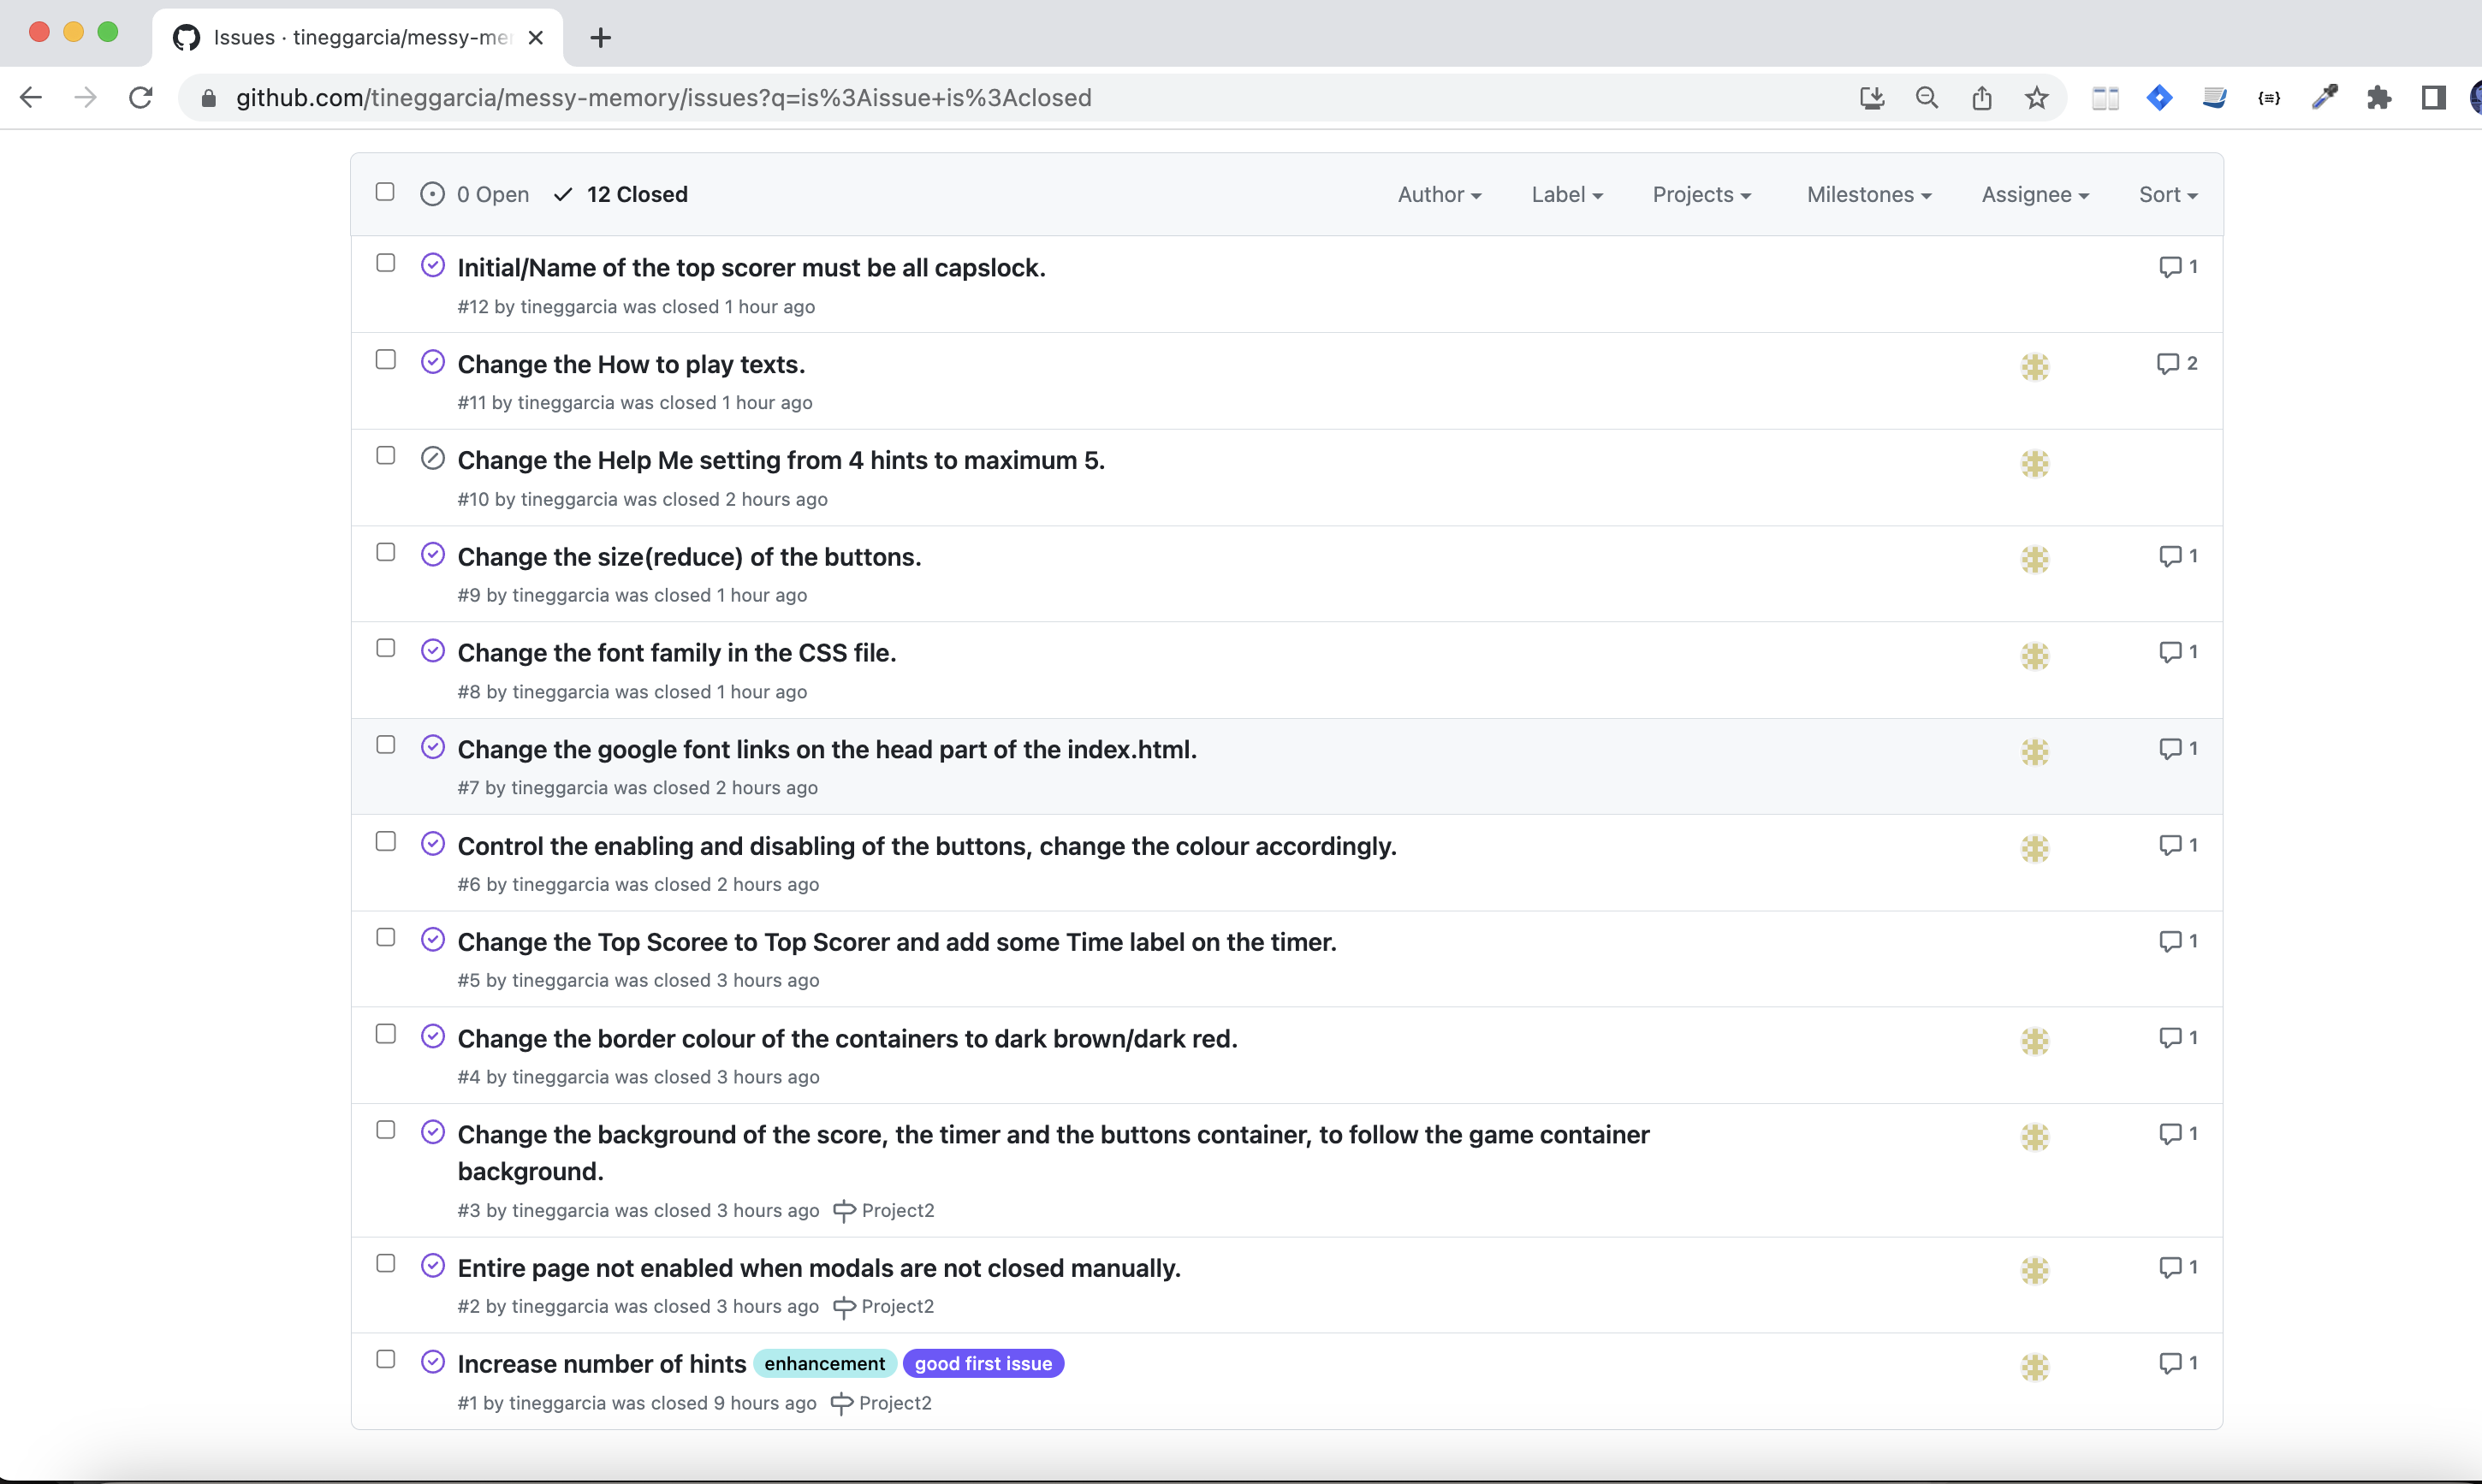 Issues · tineggarcia/messy-me
github.com/tineggarcia/messy-memory/issues?q=is%3Aissue+is%3Aclosed
0 Open 12 Closed Author Label Projects Milestones Assignee Sort
Initial/Name of the top scorer must be all capslock. 1
#12 by tineggarcia was closed 1 hour ago
Change the How to play texts. 2
#11 by tineggarcia was closed 1 hour ago
Change the Help Me setting from 4 hints to maximum 5.
#10 by tineggarcia was closed 2 hours ago
Change the size(reduce) of the buttons. 1
#9 by tineggarcia was closed 1 hour ago
Change the font family in the CSS file. 1
#8 by tineggarcia was closed 1 hour ago
Change the google font links on the head part of the index.html. 1
#7 by tineggarcia was closed 2 hours ago
Control the enabling and disabling of the buttons, change the colour accordingly. 1
#6 by tineggarcia was closed 2 hours ago
Change the Top Scoree to Top Scorer and add some Time label on the timer. 1
#5 by tineggarcia was closed 3 hours ago
Change the border colour of the containers to dark brown/dark red. 1
#4 by tineggarcia was closed 3 hours ago
Change the background of the score, the timer and the buttons container, to follow the game container 1
background.
#3 by tineggarcia was closed 3 hours ago Project2
Entire page not enabled when modals are not closed manually. 1
#2 by tineggarcia was closed 3 hours ago Project2
Increase number of hints enhancement good first issue 1
#1 by tineggarcia was closed 9 hours ago Project2